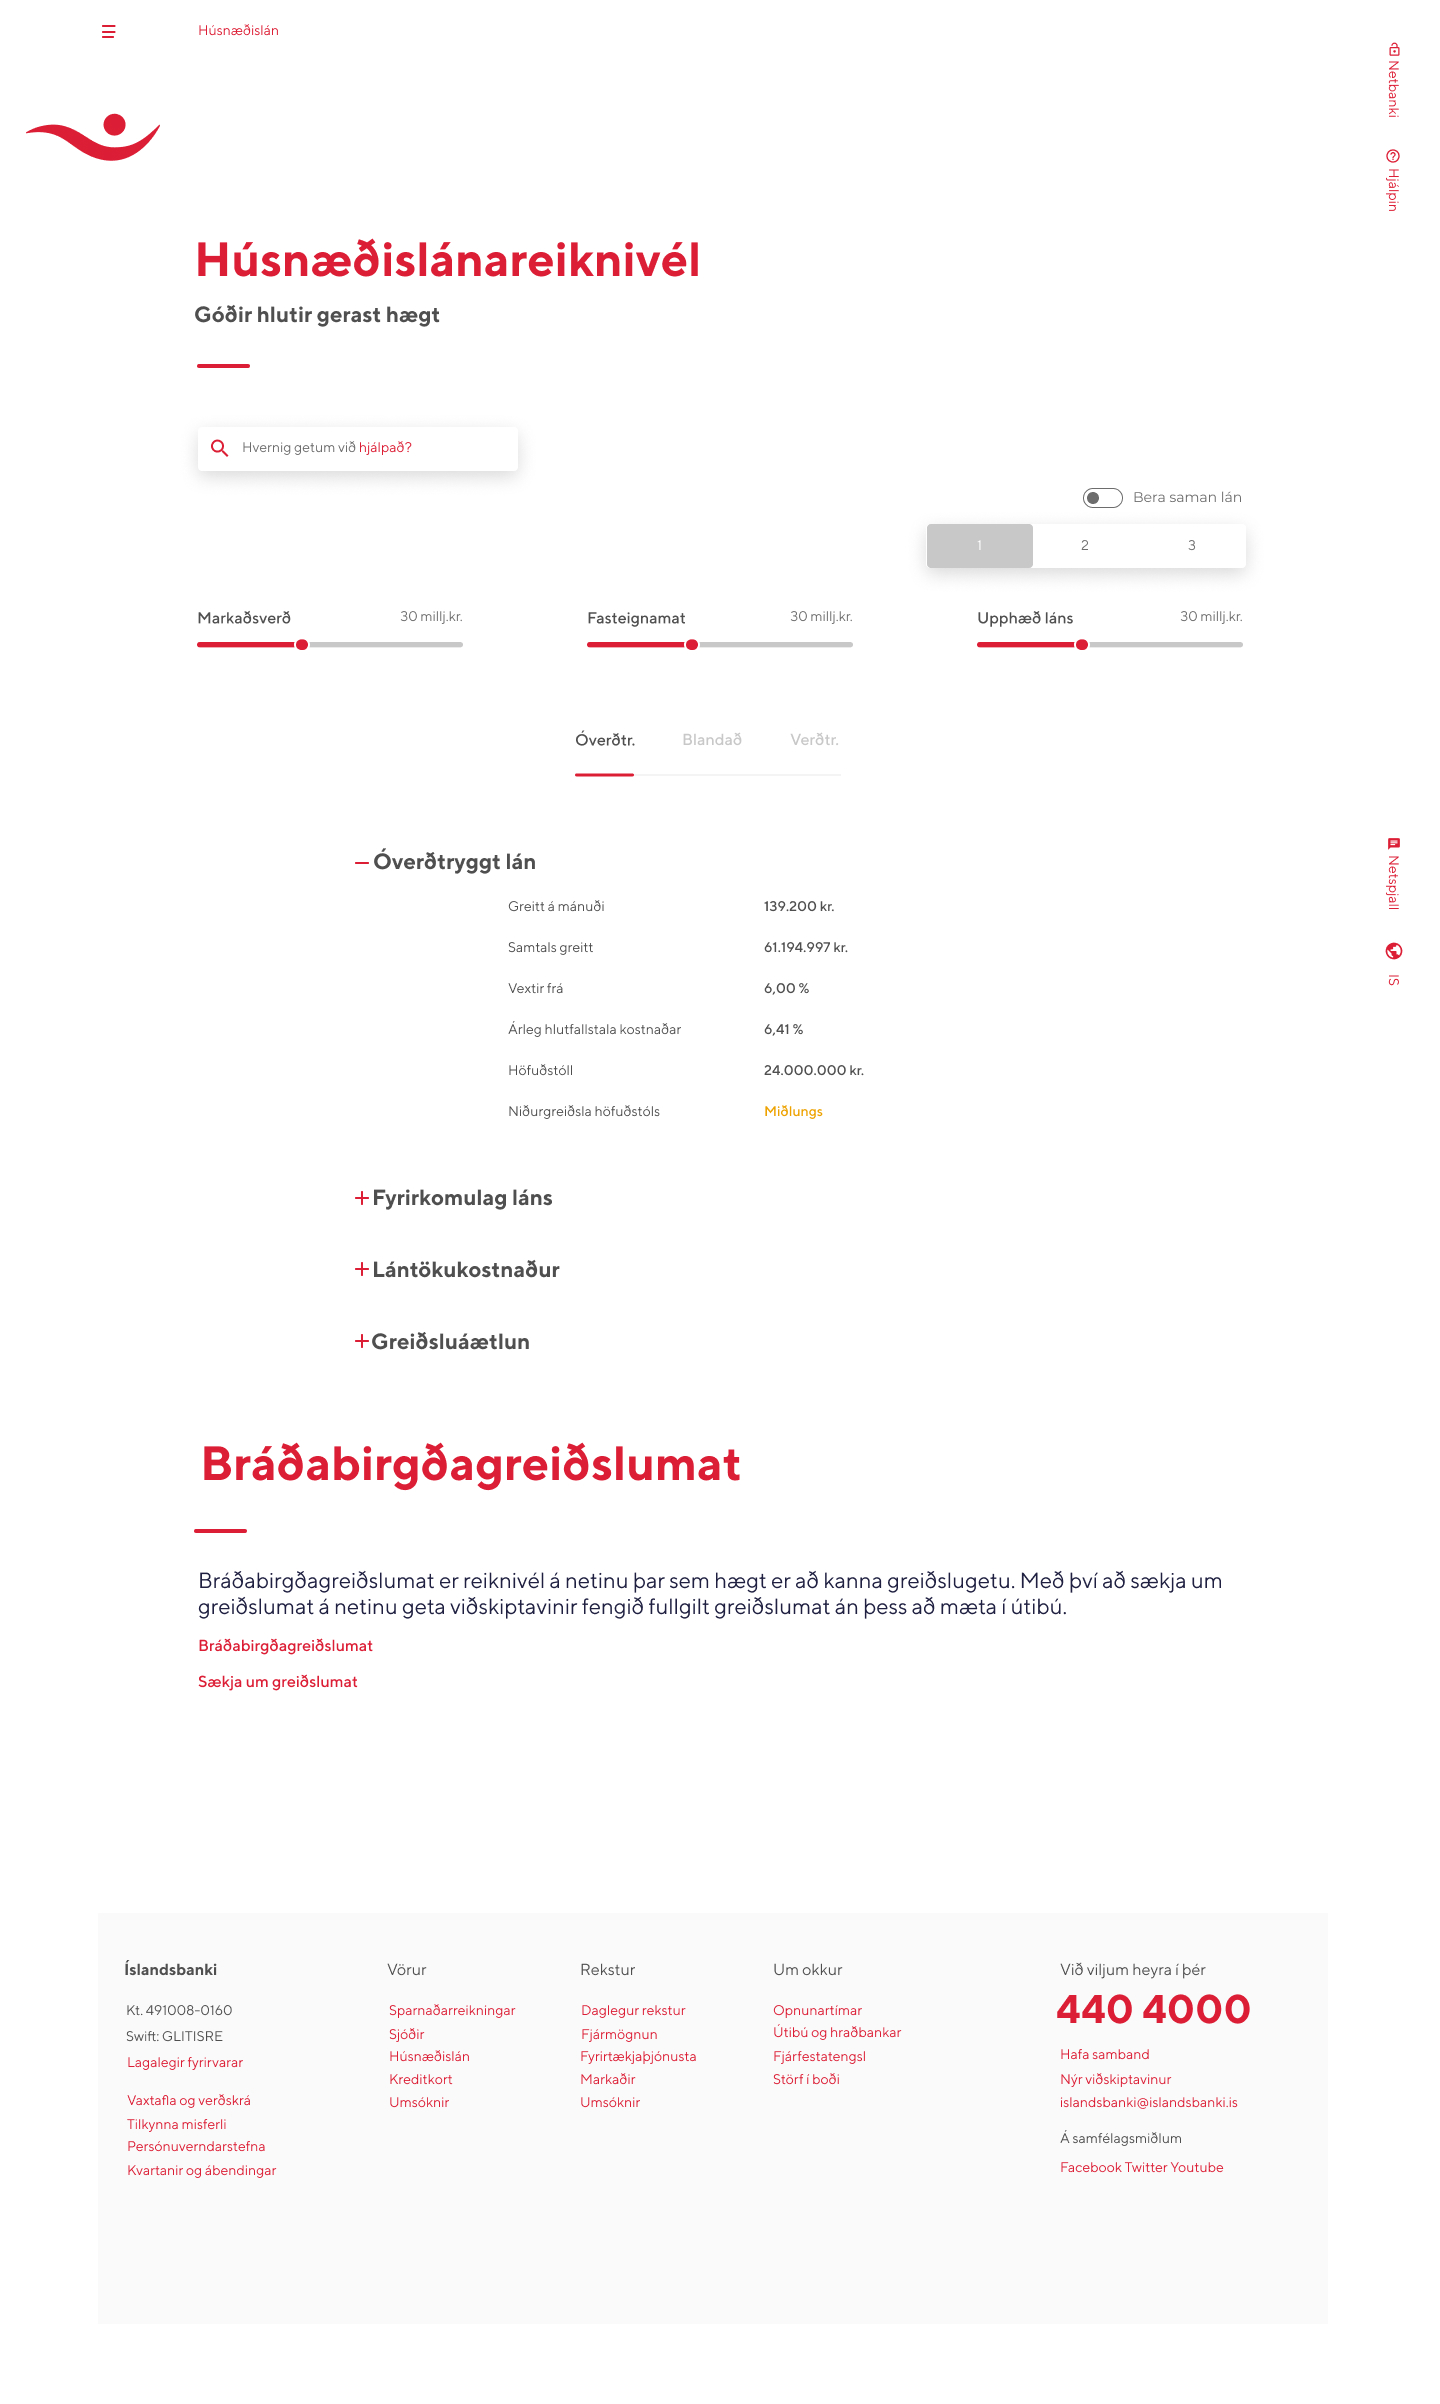 Húsnæðislán
Netbanki
Hjálpin
Húsnæðislánareiknivél
Góðir hlutir gerast hægt
Hvernig getum við hjálpað?
Bera saman lán
1 2 3
Markaðsverð 30 millj.kr.
Fasteignamat 30 millj.kr.
Upphæð láns 30 millj.kr.
Óverðtr. Blandað Verðtr.
Óverðtryggt lán
Greitt á mánuði 139.200 kr.
Samtals greitt 61.194.997 kr.
Vextir frá 6,00 %
Árleg hlutfallstala kostnaðar 6,41 %
Höfuðstóll 24.000.000 kr.
Niðurgreiðsla höfuðstóls Miðlungs
Netspjall
IS
Fyrirkomulag láns
Lántökukostnaður
Greiðsluáætlun
Bráðabirgðagreiðslumat
Bráðabirgðagreiðslumat er reiknivél á netinu þar sem hægt er að kanna greiðslugetu. Með því að sækja um
greiðslumat á netinu geta viðskiptavinir fengið fullgilt greiðslumat án þess að mæta í útibú.
Bráðabirgðagreiðslumat
Sækja um greiðslumat
Íslandsbanki
Kt. 491008-0160
Swift: GLITISRE
Lagalegir fyrirvarar
Vaxtafla og verðskrá
Tilkynna misferli
Persónuverndarstefna
Kvartanir og ábendingar
Vörur
Sparnaðarreikningar
Sjóðir
Húsnæðislán
Kreditkort
Umsóknir
Rekstur
Daglegur rekstur
Fjármögnun
Fyrirtækjaþjónusta
Markaðir
Umsóknir
Um okkur
Opnunartímar
Útibú og hraðbankar
Fjárfestatengsl
Störf í boði
Við viljum heyra í þér
440 4000
Hafa samband
Nýr viðskiptavinur
islandsbanki@islandsbanki.is
Á samfélagsmiðlum
Facebook Twitter Youtube